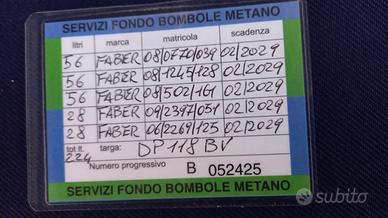 SERVIZI FONDO BOMBOLE METANO
litri marca matricola scadenza
56 FABER 08/0770/039 02/2029
56 FABER 08/1245/128 02/2029
56 FABER 08/502/161 02/2029
28 FABER 09/2397/051 02/2029
28 FABER 06/2269/125 02/2029
tot lt. targa: DP 118 BV
224
Numero progressivo B 052425
SERVIZI FONDO BOMBOLE METANO
subito